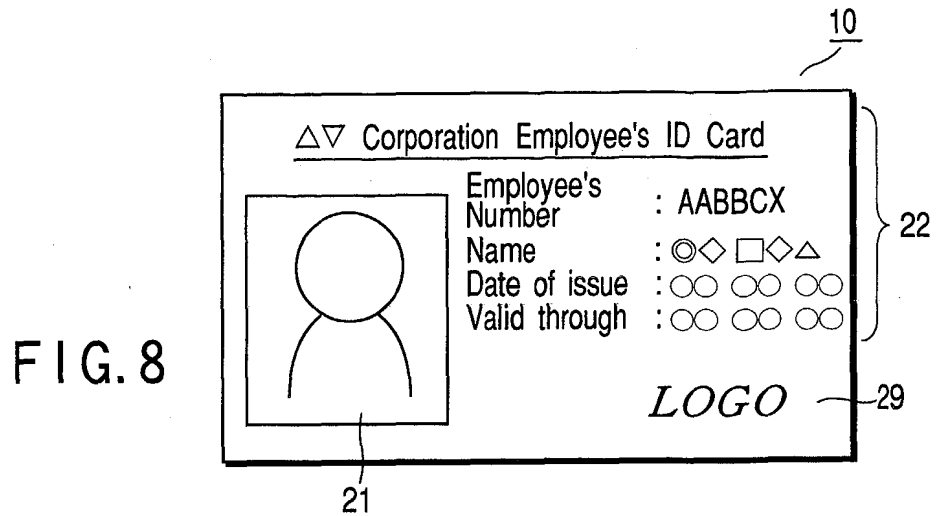 10
△▽ Corporation Employee's ID Card
Employee's
Number : AABBCX
Name : ◎◇ □◇△
Date of issue : ○○ ○○ ○○
Valid through : ○○ ○○ ○○
22
FIG. 8
LOGO
29
21